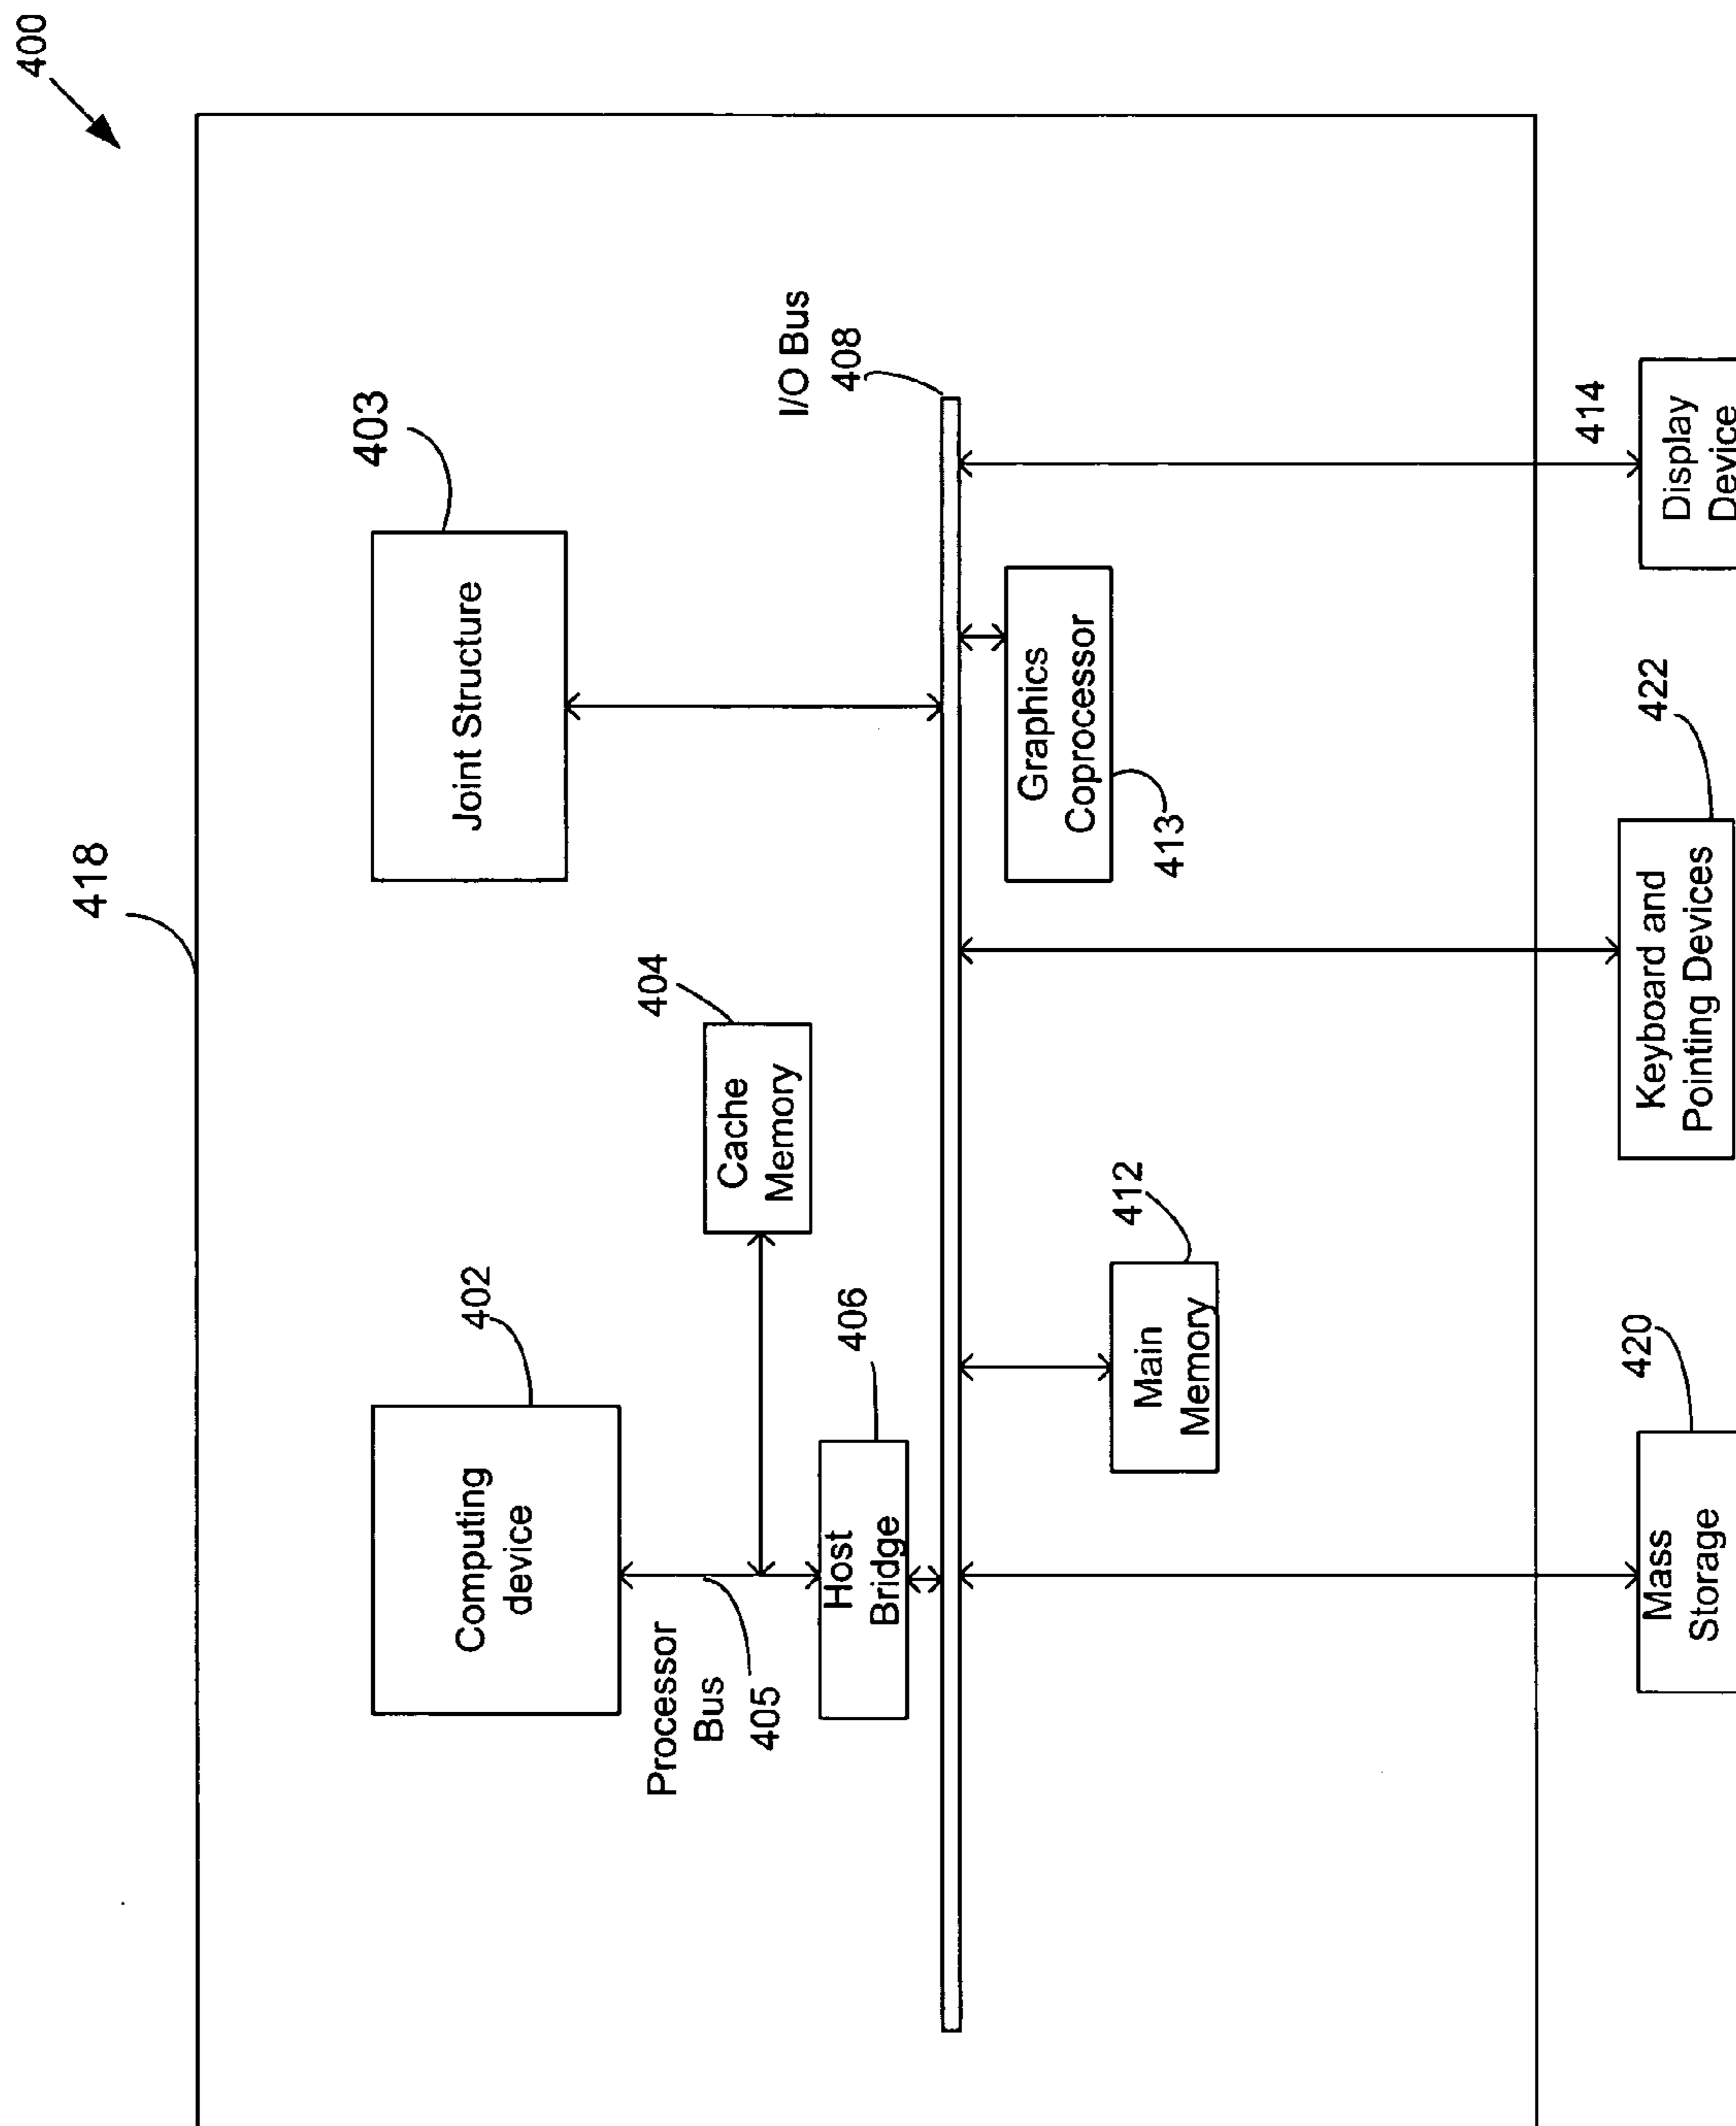 400
418
Computing
device
402
Joint Structure
403
Processor
Bus
405
Cache
Memory
404
Host
Bridge
406
I/O Bus
408
Main
Memory
412
Graphics
Coprocessor
413
Mass
Storage
420
Keyboard and
Pointing Devices
422
Display
Device
414